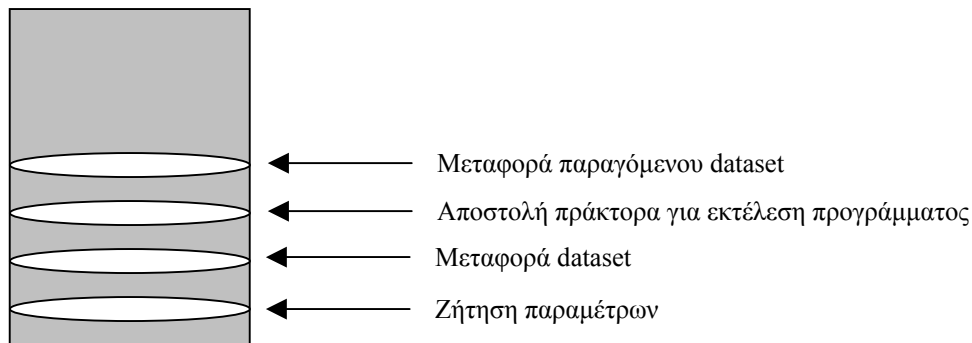 Μεταφορά παραγόμενου dataset
Αποστολή πράκτορα για εκτέλεση προγράμματος
Μεταφορά dataset
Ζήτηση παραμέτρων